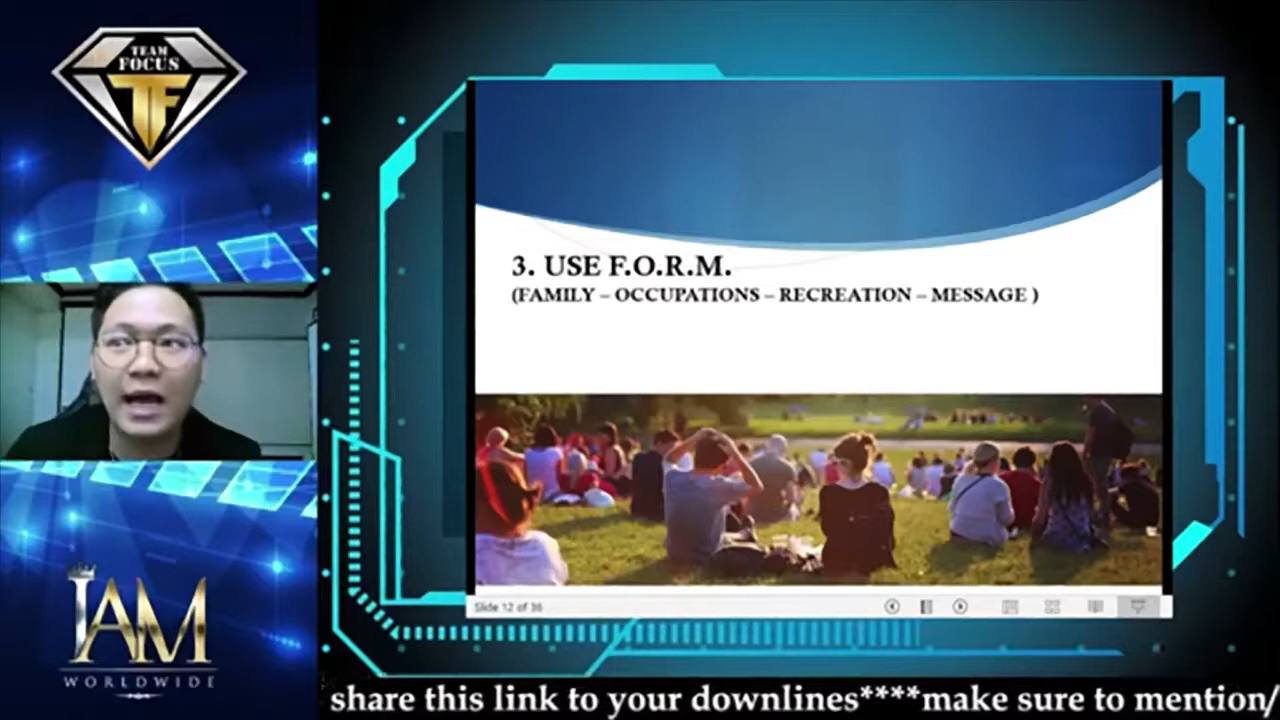 TEAM
FOCUS
TF
3. USE F.O.R.M.
(FAMILY – OCCUPATIONS – RECREATION – MESSAGE )
Slide 12 of 36
IAM
WORLDWIDE
share this link to your downlines****make sure to mention/